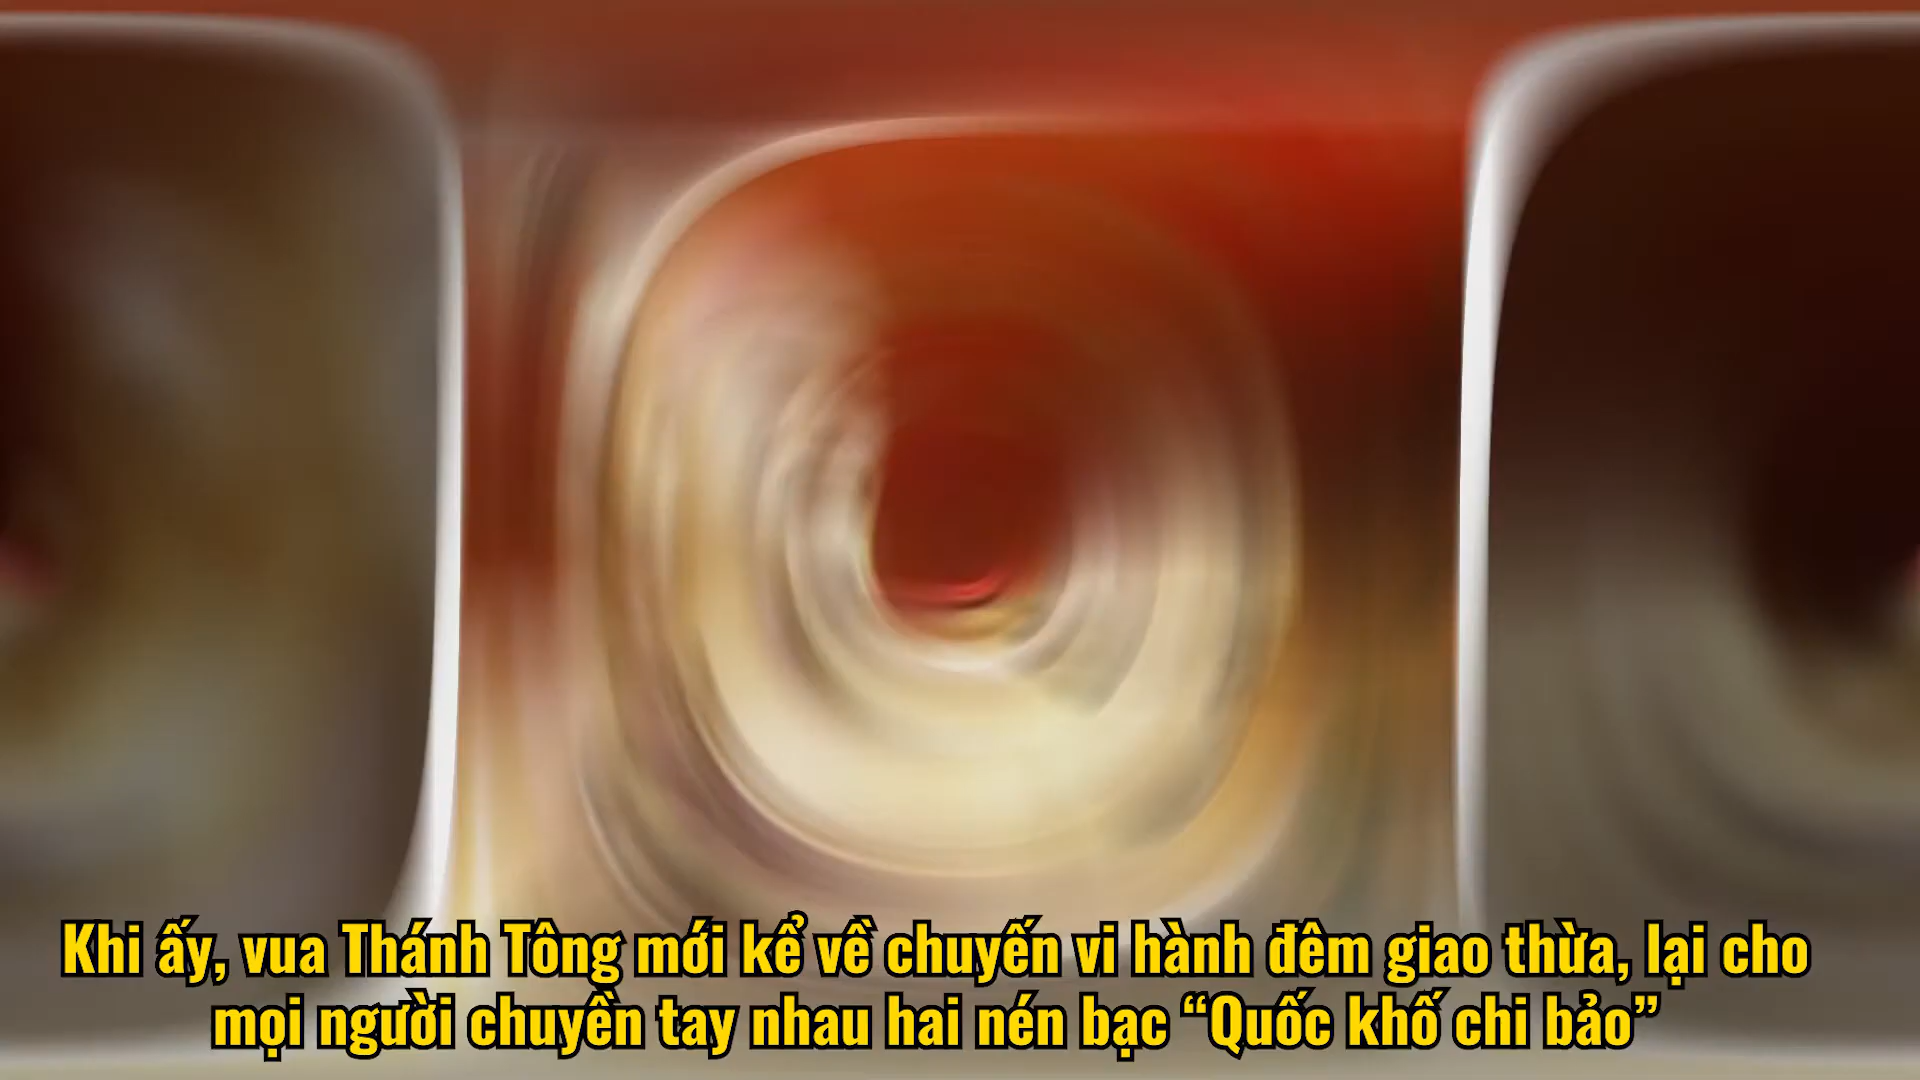 Khi ấy, vua Thánh Tông mới kể về chuyến vi hành đêm giao thừa, lại cho
mọi người chuyền tay nhau hai nén bạc “Quốc khố chi bảo”